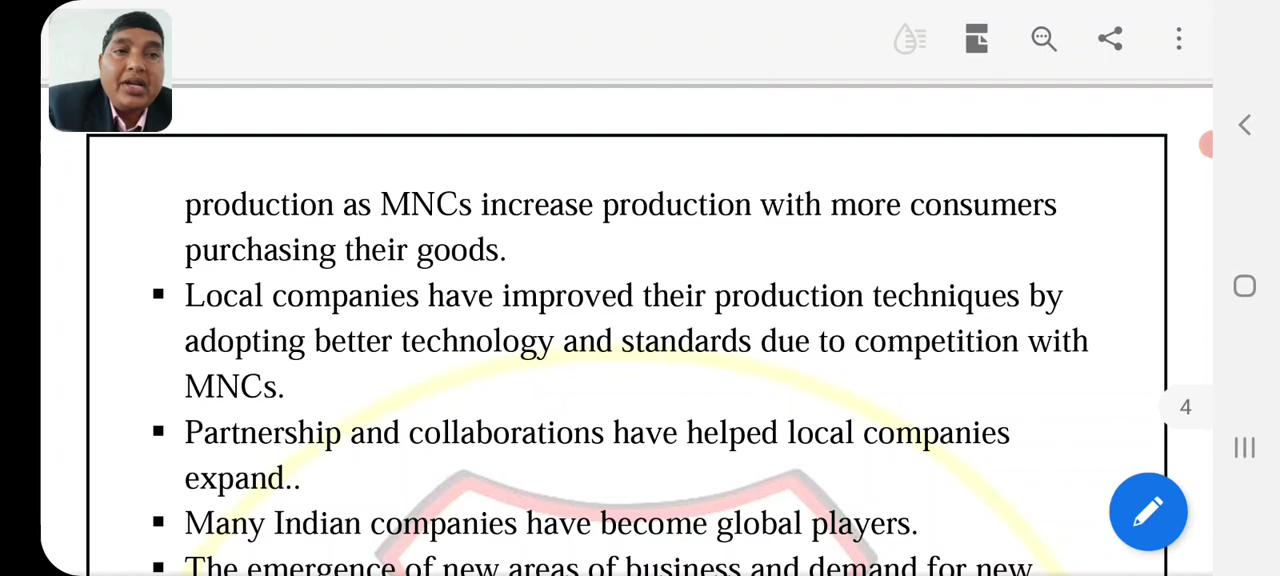 production as MNCs increase production with more consumers
purchasing their goods.
▪ Local companies have improved their production techniques by
adopting better technology and standards due to competition with
MNCs.
▪ Partnership and collaborations have helped local companies
expand..
▪ Many Indian companies have become global players.
▪ The emergence of new areas of business and demand for new
4